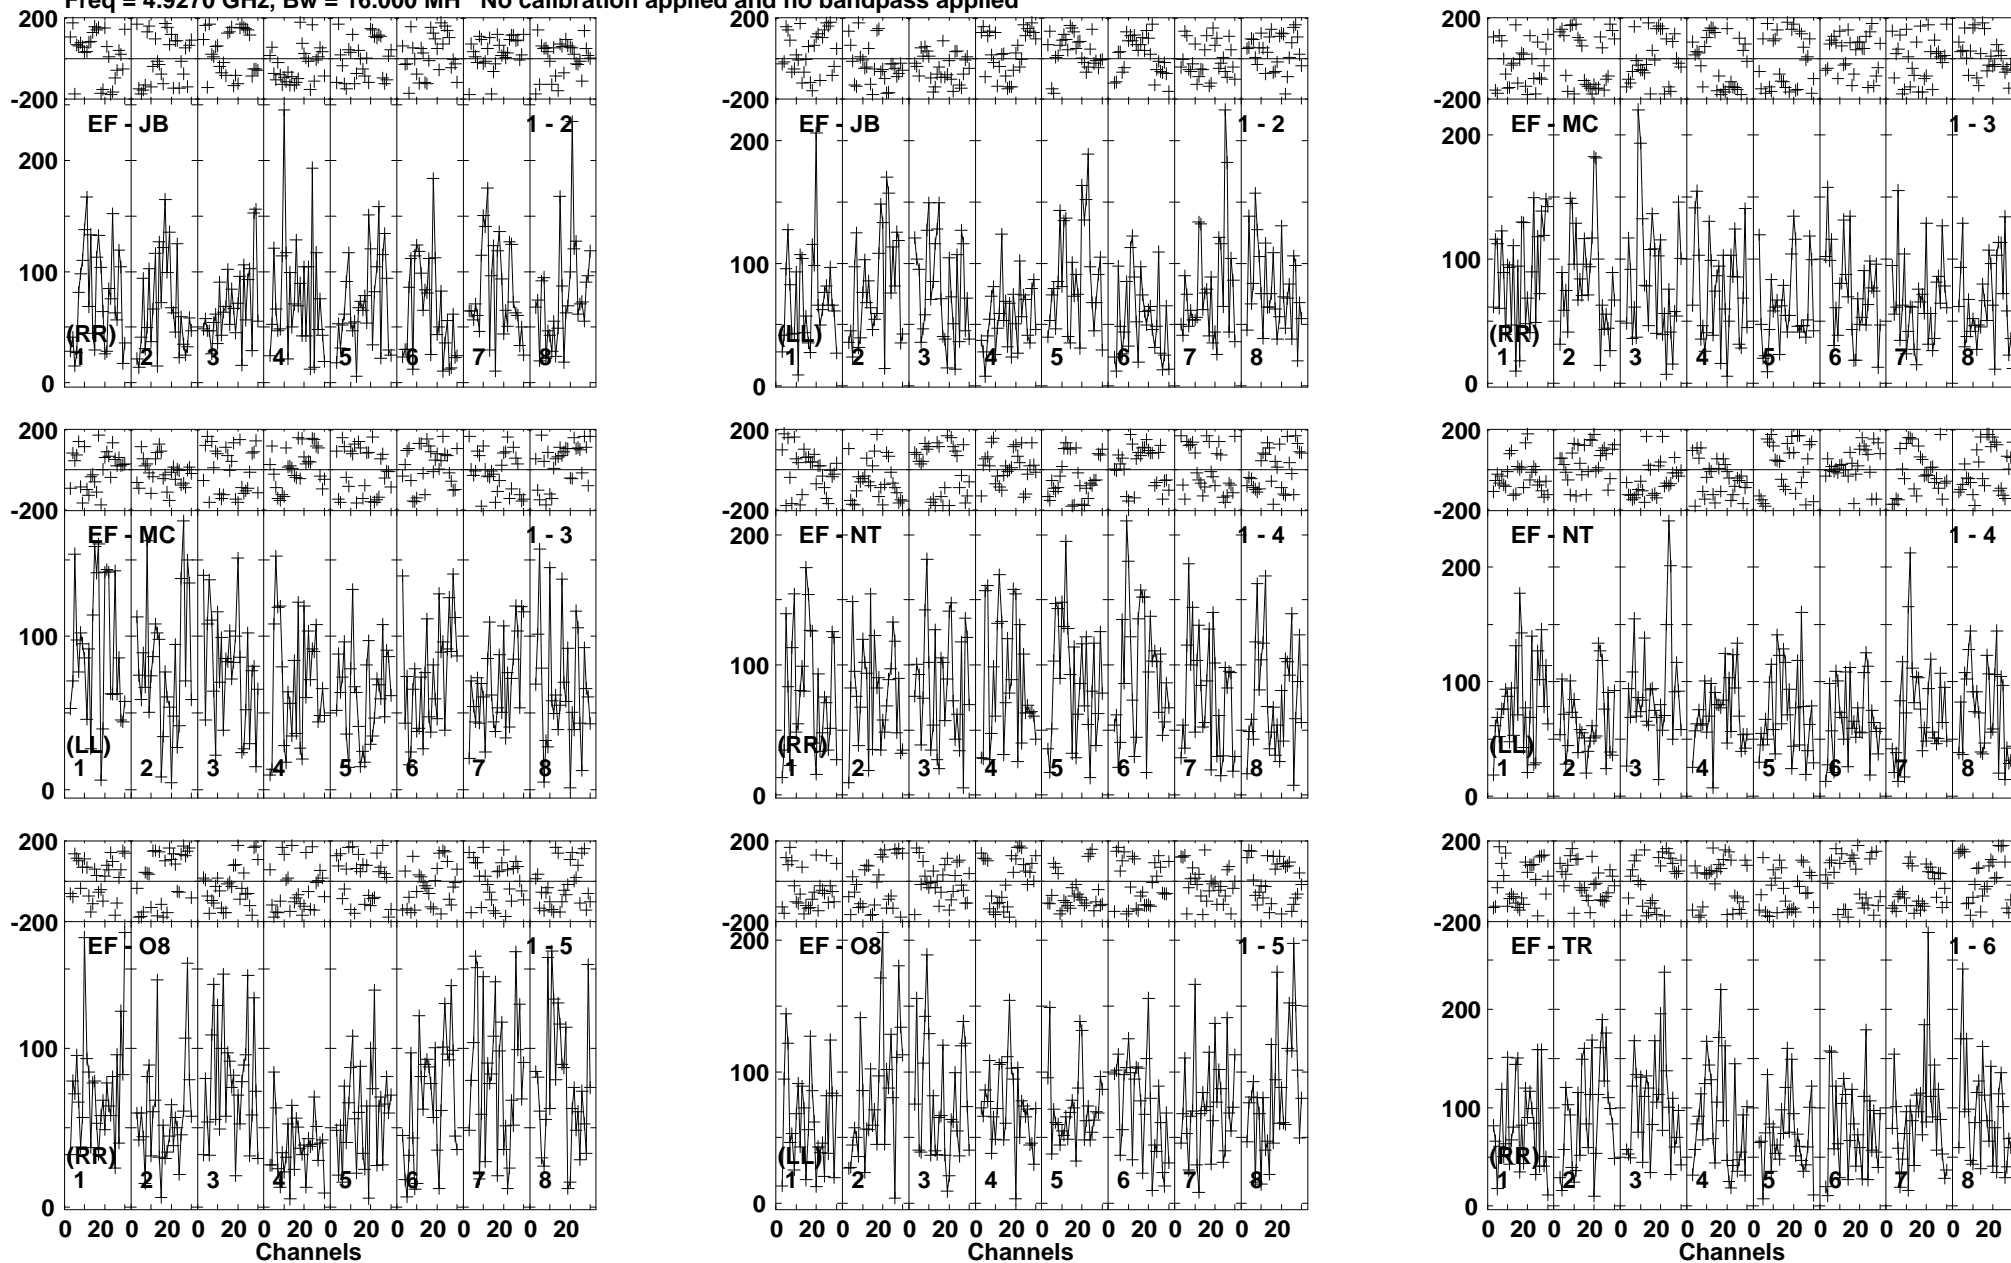 Freq = 4.9270 GHz, Bw = 16.000 MH No calibration applied and no bandpass applied
200 200 200
-200 -200 -200
EF - JB 1 - 2 EF - JB 1 - 2 EF - MC 1 - 3
200 200 200
100 100 100
(RR) (LL) (RR)
1 2 3 4 5 6 7 8 1 2 3 4 5 6 7 8 1 2 3 4 5 6 7 8
0 0 0
200 200 200
-200 -200 -200
EF - MC 1 - 3 EF - NT 1 - 4 EF - NT 1 - 4
200 200
100 100 100
(LL) (RR) (LL)
1 2 3 4 5 6 7 8 1 2 3 4 5 6 7 8 1 2 3 4 5 6 7 8
0 0 0
200 200 200
-200 -200 -200
EF - O8 1 - 5 EF - O8 1 - 5 EF - TR 1 - 6
200 200
100 100 100
(RR) (LL) (RR)
1 2 3 4 5 6 7 8 1 2 3 4 5 6 7 8 1 2 3 4 5 6 7 8
0 0 0
0 20 0 20 0 20 0 20 0 20 0 20 0 20 0 20 0 20 0 20 0 20 0 20 0 20 0 20 0 20 0 20 0 20 0 20 0 20 0 20 0 20 0 20 0 20 0 20
Channels Channels Channels